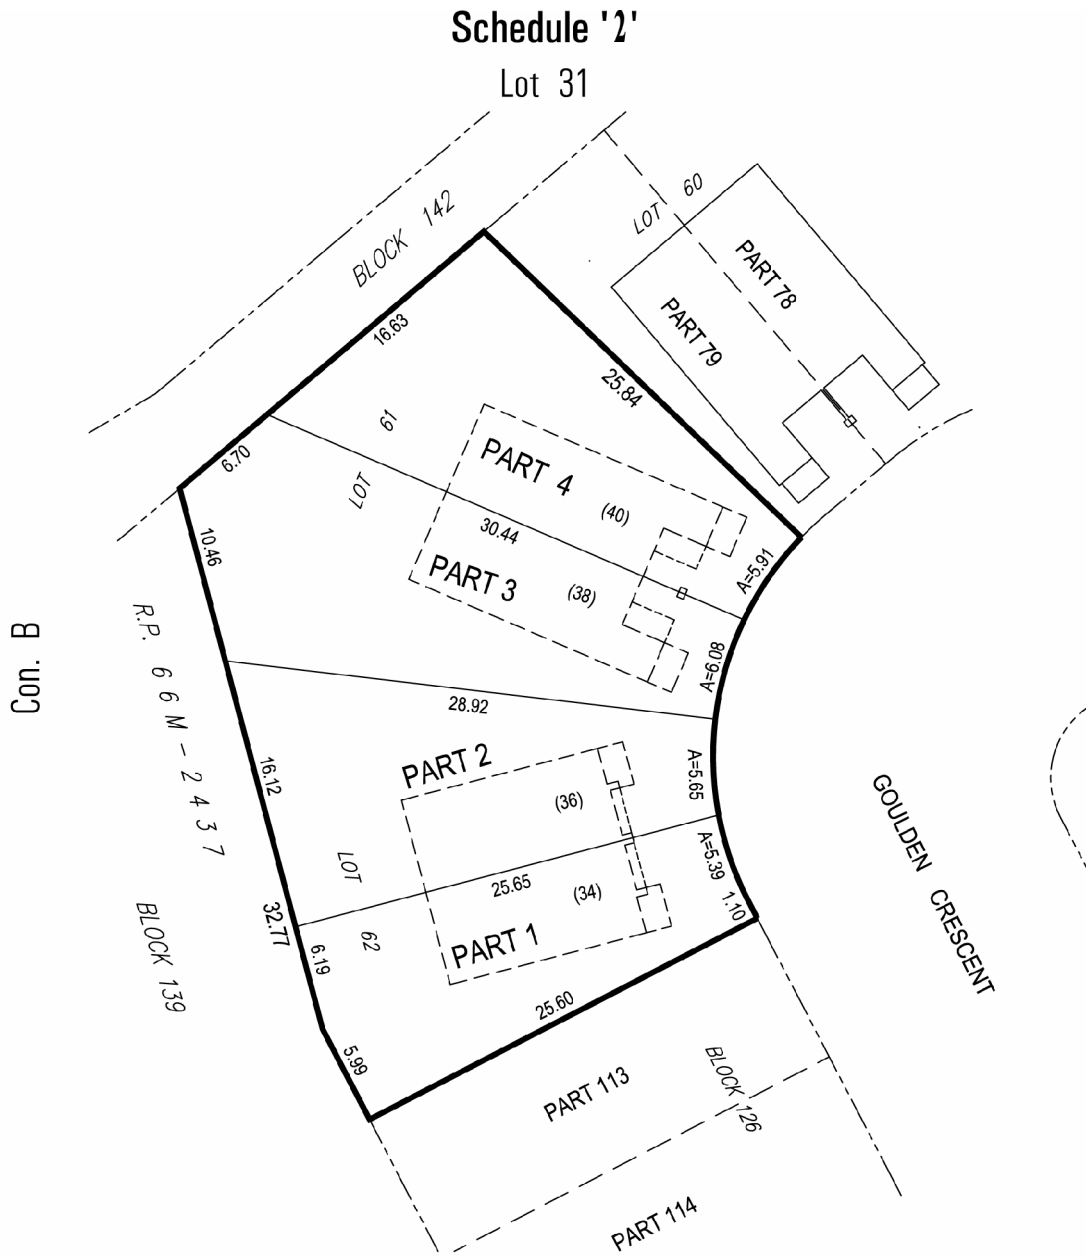 Schedule '2'
Lot 31
BLOCK 142
LOT 60
PART 78
PART 79
16.63
25.84
6.70
LOT 61
PART 4
(40)
10.46
30.44
PART 3
(38)
A=5.91
A=6.08
Con. B
R.P. 66M-2437
28.92
16.12
PART 2
(36)
A=5.65
GOULDEN CRESCENT
LOT 62
25.65
(34)
A=5.39
1.10
32.77
6.19
PART 1
BLOCK 139
25.60
5.99
PART 113
BLOCK 126
PART 114